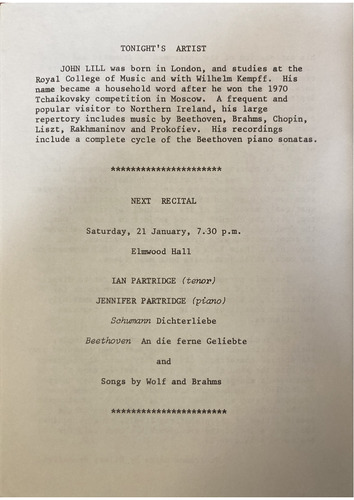 TONIGHT'S ARTIST
JOHN LILL was born in London, and studies at the
Royal College of Music and with Wilhelm Kempff. His
name became a household word after he won the 1970
Tchaikovsky competition in Moscow. A frequent and
popular visitor to Northern Ireland, his large
repertory includes music by Beethoven, Brahms, Chopin,
Liszt, Rakhmaninov and Prokofiev. His recordings
include a complete cycle of the Beethoven piano sonatas.
**********************
NEXT RECITAL
Saturday, 21 January, 7.30 p.m.
Elmwood Hall
IAN PARTRIDGE (tenor)
JENNIFER PARTRIDGE (piano)
Schumann Dichterliebe
Beethoven An die ferne Geliebte
and
Songs by Wolf and Brahms
***********************